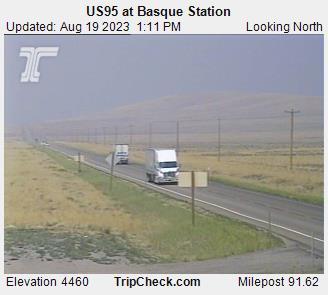 US95 at Basque Station
Updated: Aug 19 2023 1:11 PM Looking North
Elevation 4460 TripCheck.com Milepost 91.62